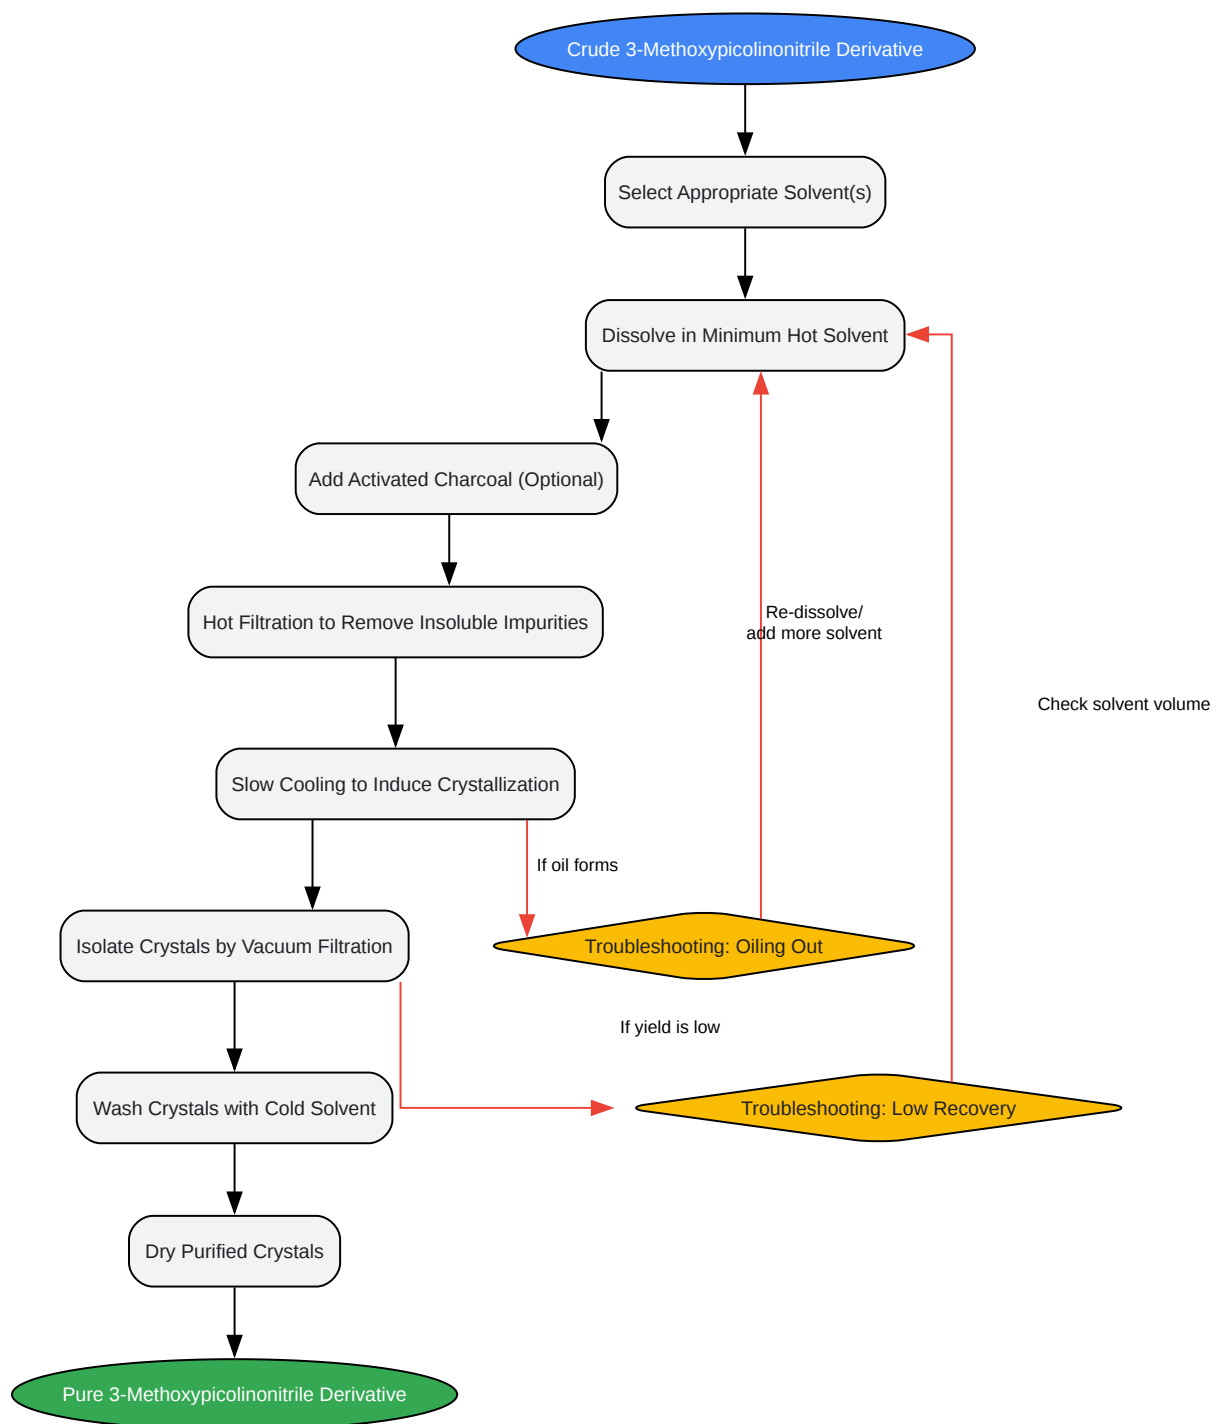 Crude 3-Methoxypicolinonitrile Derivative
Select Appropriate Solvent(s)
Dissolve in Minimum Hot Solvent
Add Activated Charcoal (Optional)
Hot Filtration to Remove Insoluble Impurities
Re-dissolve/
add more solvent
Check solvent volume
Slow Cooling to Induce Crystallization
If oil forms
Isolate Crystals by Vacuum Filtration
Troubleshooting: Oiling Out
If yield is low
Wash Crystals with Cold Solvent
Troubleshooting: Low Recovery
Dry Purified Crystals
Pure 3-Methoxypicolinonitrile Derivative